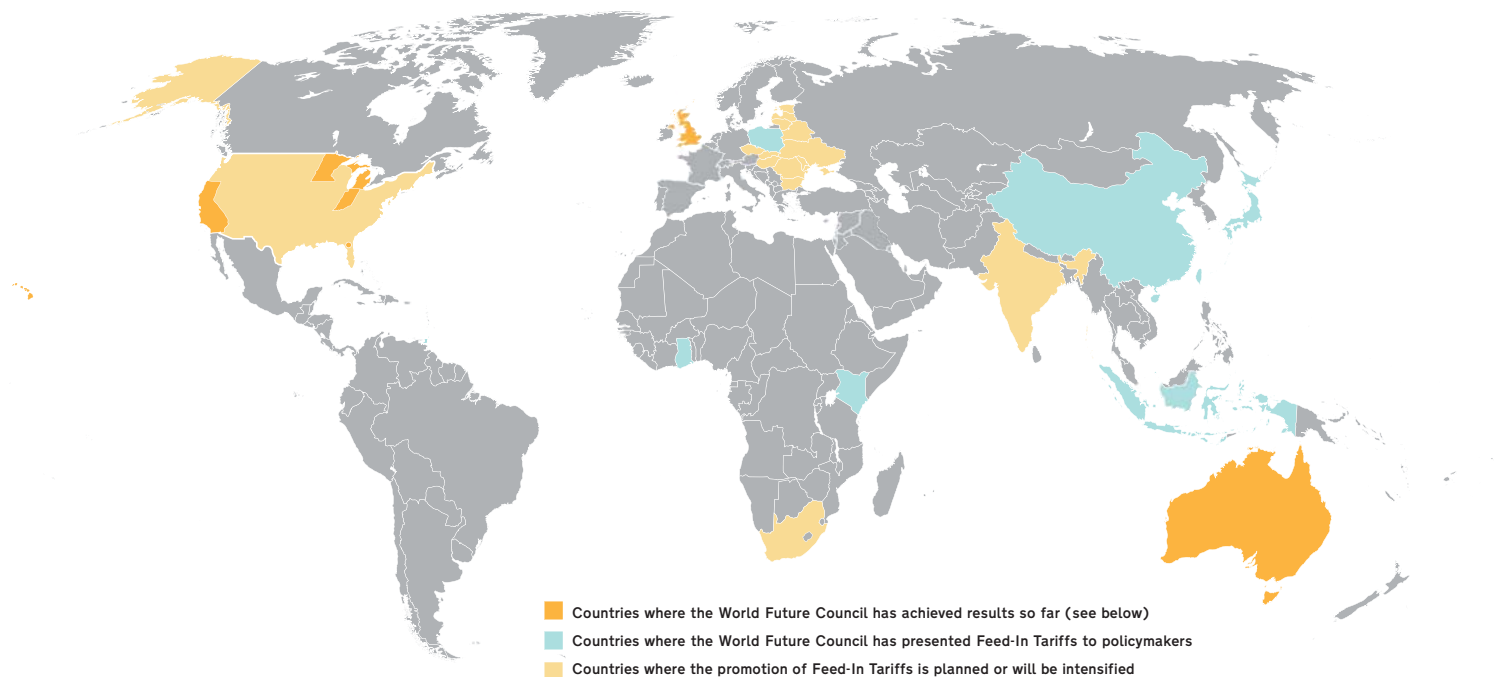 Countries where the World Future Council has achieved results so far (see below)
Countries where the World Future Council has presented Feed-In Tariffs to policymakers
Countries where the promotion of Feed-In Tariffs is planned or will be intensified